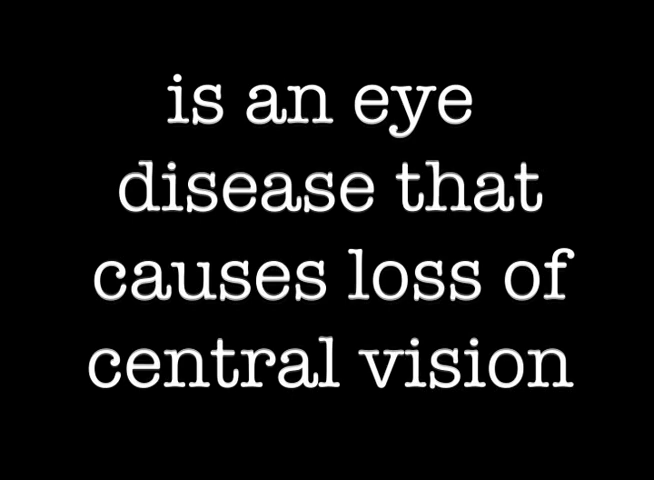 is an eye
disease that
causes loss of
central vision